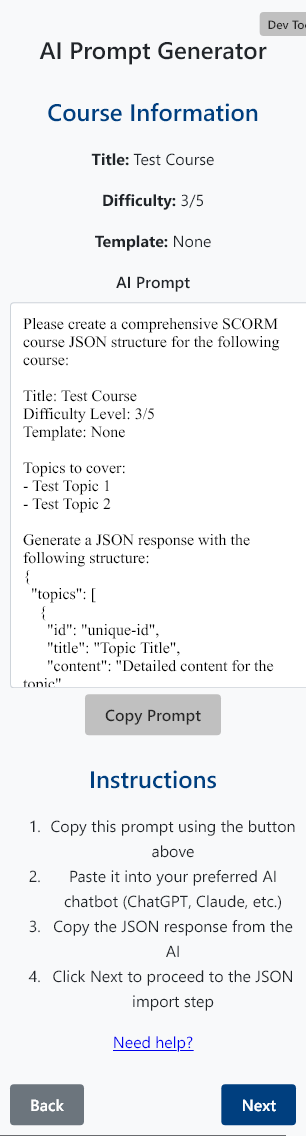 Dev Too
AI Prompt Generator
Course Information
Title: Test Course
Difficulty: 3/5
Template: None
AI Prompt
Please create a comprehensive SCORM
course JSON structure for the following
course:
Title: Test Course
Difficulty Level: 3/5
Template: None
Topics to cover:
- Test Topic 1
- Test Topic 2
Generate a JSON response with the
following structure:
{
"topics": [
{
"id": "unique-id",
"title": "Topic Title",
"content": "Detailed content for the
topic"
Copy Prompt
Instructions
1. Copy this prompt using the button
above
2. Paste it into your preferred AI
chatbot (ChatGPT, Claude, etc.)
3. Copy the JSON response from the
AI
4. Click Next to proceed to the JSON
import step
Need help?
Back
Next